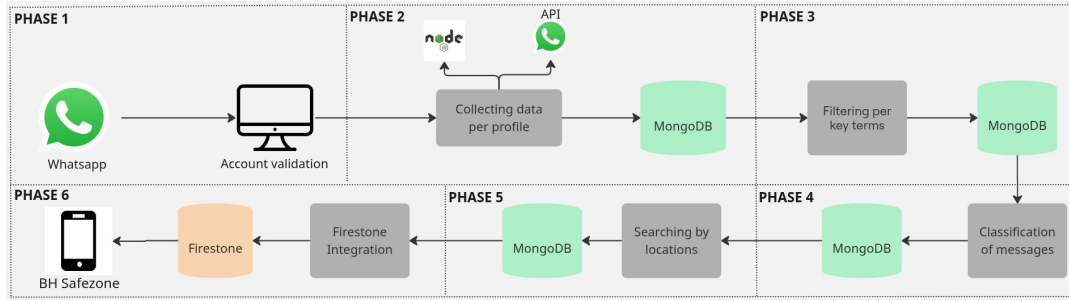 PHASE 1
Whatsapp
Account validation
PHASE 2
node
JS
API
Collecting data
per profile
MongoDB
PHASE 3
Filtering per
key terms
MongoDB
PHASE 4
Classification
of messages
MongoDB
PHASE 5
Searching by
locations
MongoDB
PHASE 6
Firestone
Integration
Firestone
BH Safezone